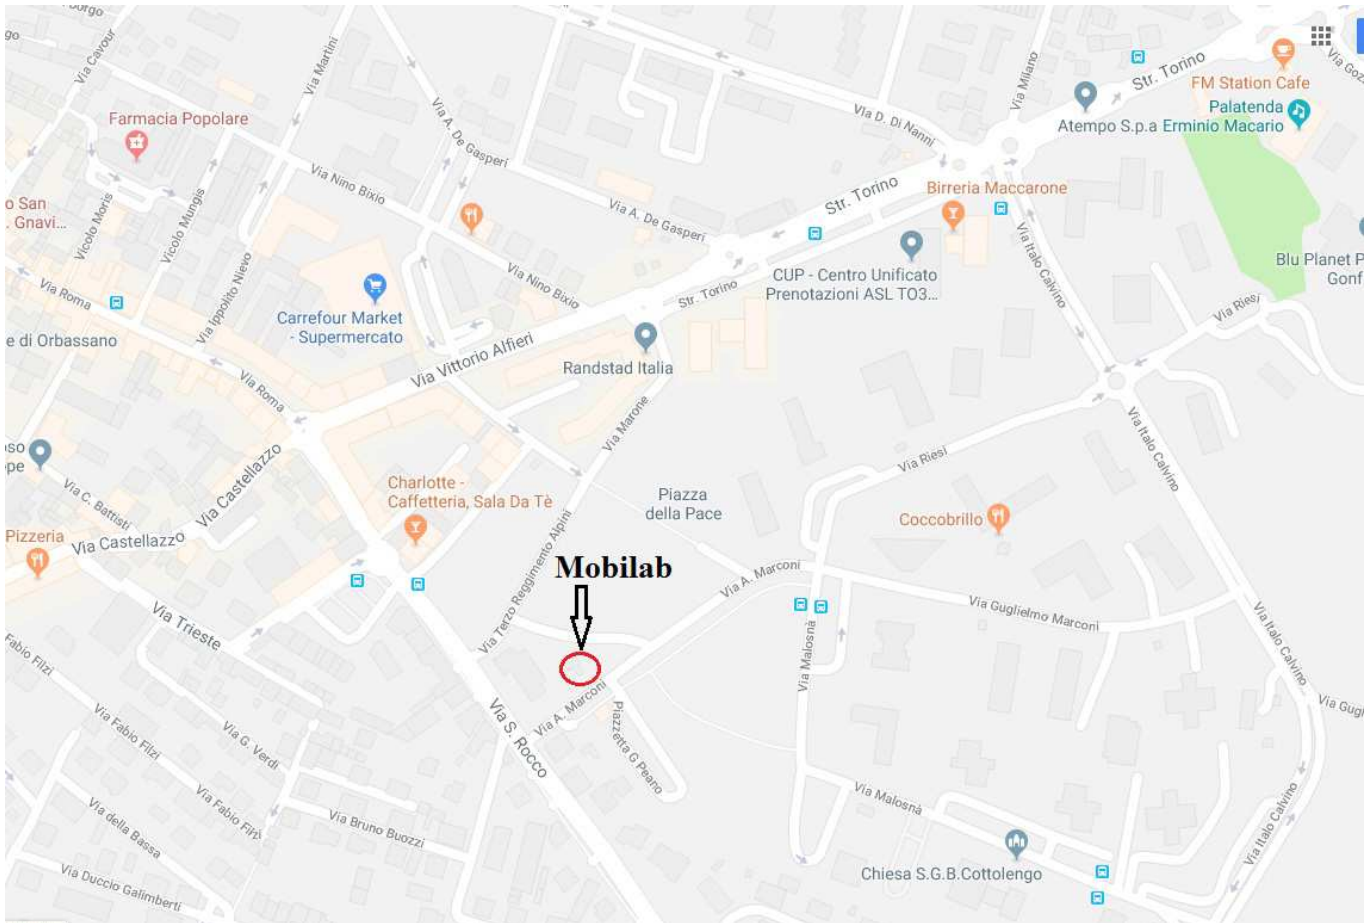 Via Cavour
Via Martini
Via A. De Gasperi
Via Milano
Str. Torino
Via Goz
FM Station Cafe
Palatenda
Erminio Macario
Atempo S.p.a
Via D. Di Nanni
Farmacia Popolare
Via Nino Bixio
Birreria Maccarone
Str. Torino
o San
. Gnavi...
Vicolo Moris
Vicolo Mungis
Via Ippolito Nievo
Via A. De Gasperi
Via Italo Calvino
Via Nino Bixio
CUP - Centro Unificato
Prenotazioni ASL TO3...
Blu Planet P
Gonf
Via Roma
Str. Torino
Via Riesi
Carrefour Market
- Supermercato
e di Orbassano
Via Vittorio Alfieri
Randstad Italia
Via Roma
Via Marone
Via Italo Calvino
oso
ope
Via Castellazzo
Via Riesi
Via C. Battisti
Charlotte -
Caffetteria, Sala Da Tè
Piazza
della Pace
Coccobrillo
Pizzeria
Via Castellazzo
Via Terzo Reggimento Alpini
Mobilab
Via A. Marconi
Via Guglielmo Marconi
Via Trieste
Via Italo Calvino
Via Malosnà
Via Fabio Filzi
Via A. Marconi
Via Gugl
Via S. Rocco
Piazzetta G Peano
Via Fabio Filzi
Via G. Verdi
Via Malosnà
Via Fabio Filzi
Via della Bassa
Via Bruno Buozzi
Via Italo Calvino
Chiesa S.G.B.Cottolengo
Via Duccio Galimberti